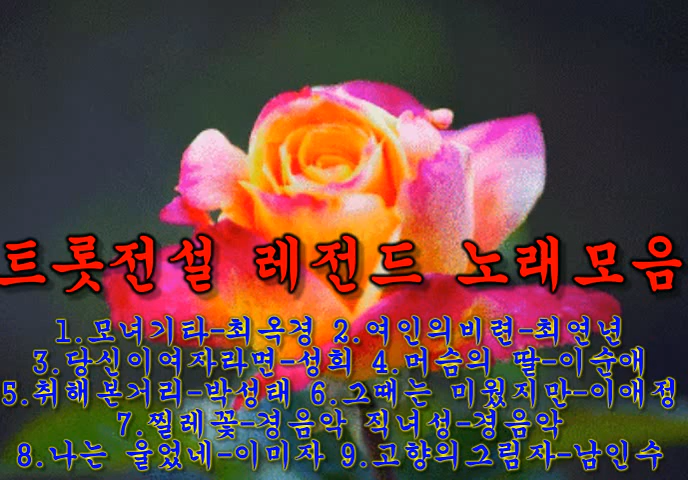 트롯전설 레전드 노래모음
1.모녀기타-최옥경 2.여인의비련-최연년
3.당신이여자라면-성희 4.머슴의 딸-이순애
5.취해본거리-박성태 6.그때는 미웠지만-이애정
7.찔레꽃-경음악 직녀성-경음악
8.나는 울었네-이미자 9.고향의그림자-남인수